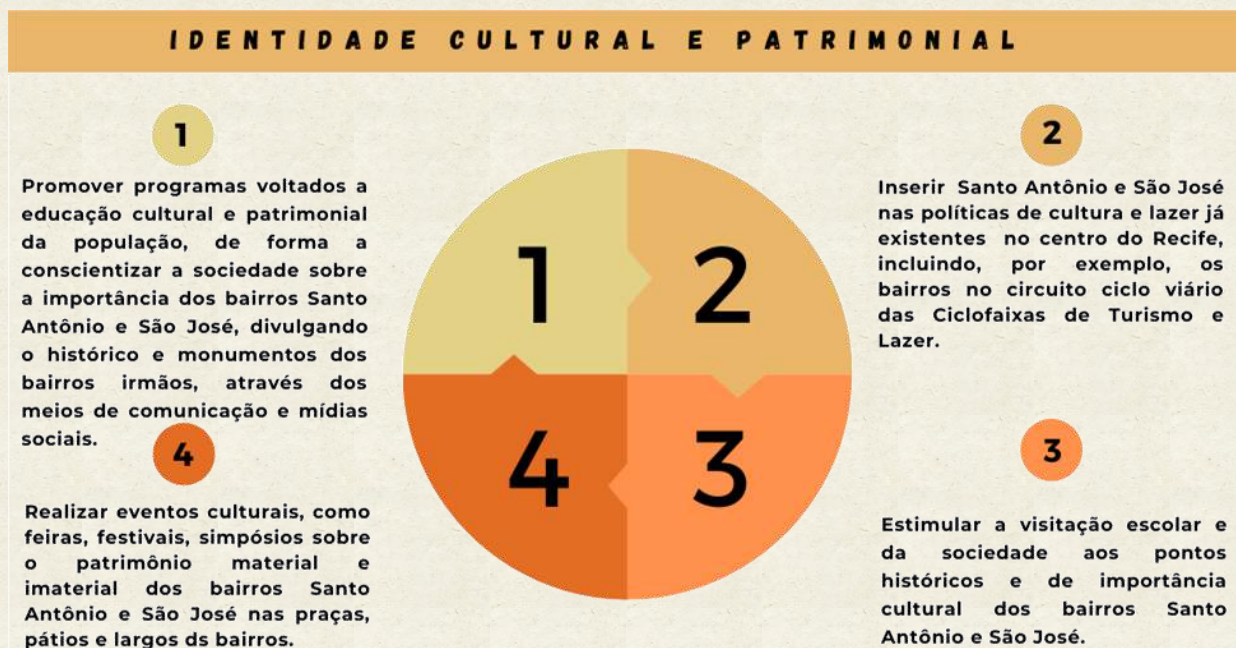 IDENTIDADE CULTURAL E PATRIMONIAL
1
Promover programas voltados a
educação cultural e patrimonial
da população, de forma a
conscientizar a sociedade sobre
a importância dos bairros Santo
Antônio e São José, divulgando
o histórico e monumentos dos
bairros irmãos, através dos
meios de comunicação e mídias
sociais.
2
Inserir Santo Antônio e São José
nas políticas de cultura e lazer já
existentes no centro do Recife,
incluindo, por exemplo, os
bairros no circuito ciclo viário
das Ciclofaixas de Turismo e
Lazer.
1
2
4
3
4
Realizar eventos culturais, como
feiras, festivais, simpósios sobre
o patrimônio material e
imaterial dos bairros Santo
Antônio e São José nas praças,
pátios e largos ds bairros.
3
Estimular a visitação escolar e
da sociedade aos pontos
históricos e de importância
cultural dos bairros Santo
Antônio e São José.